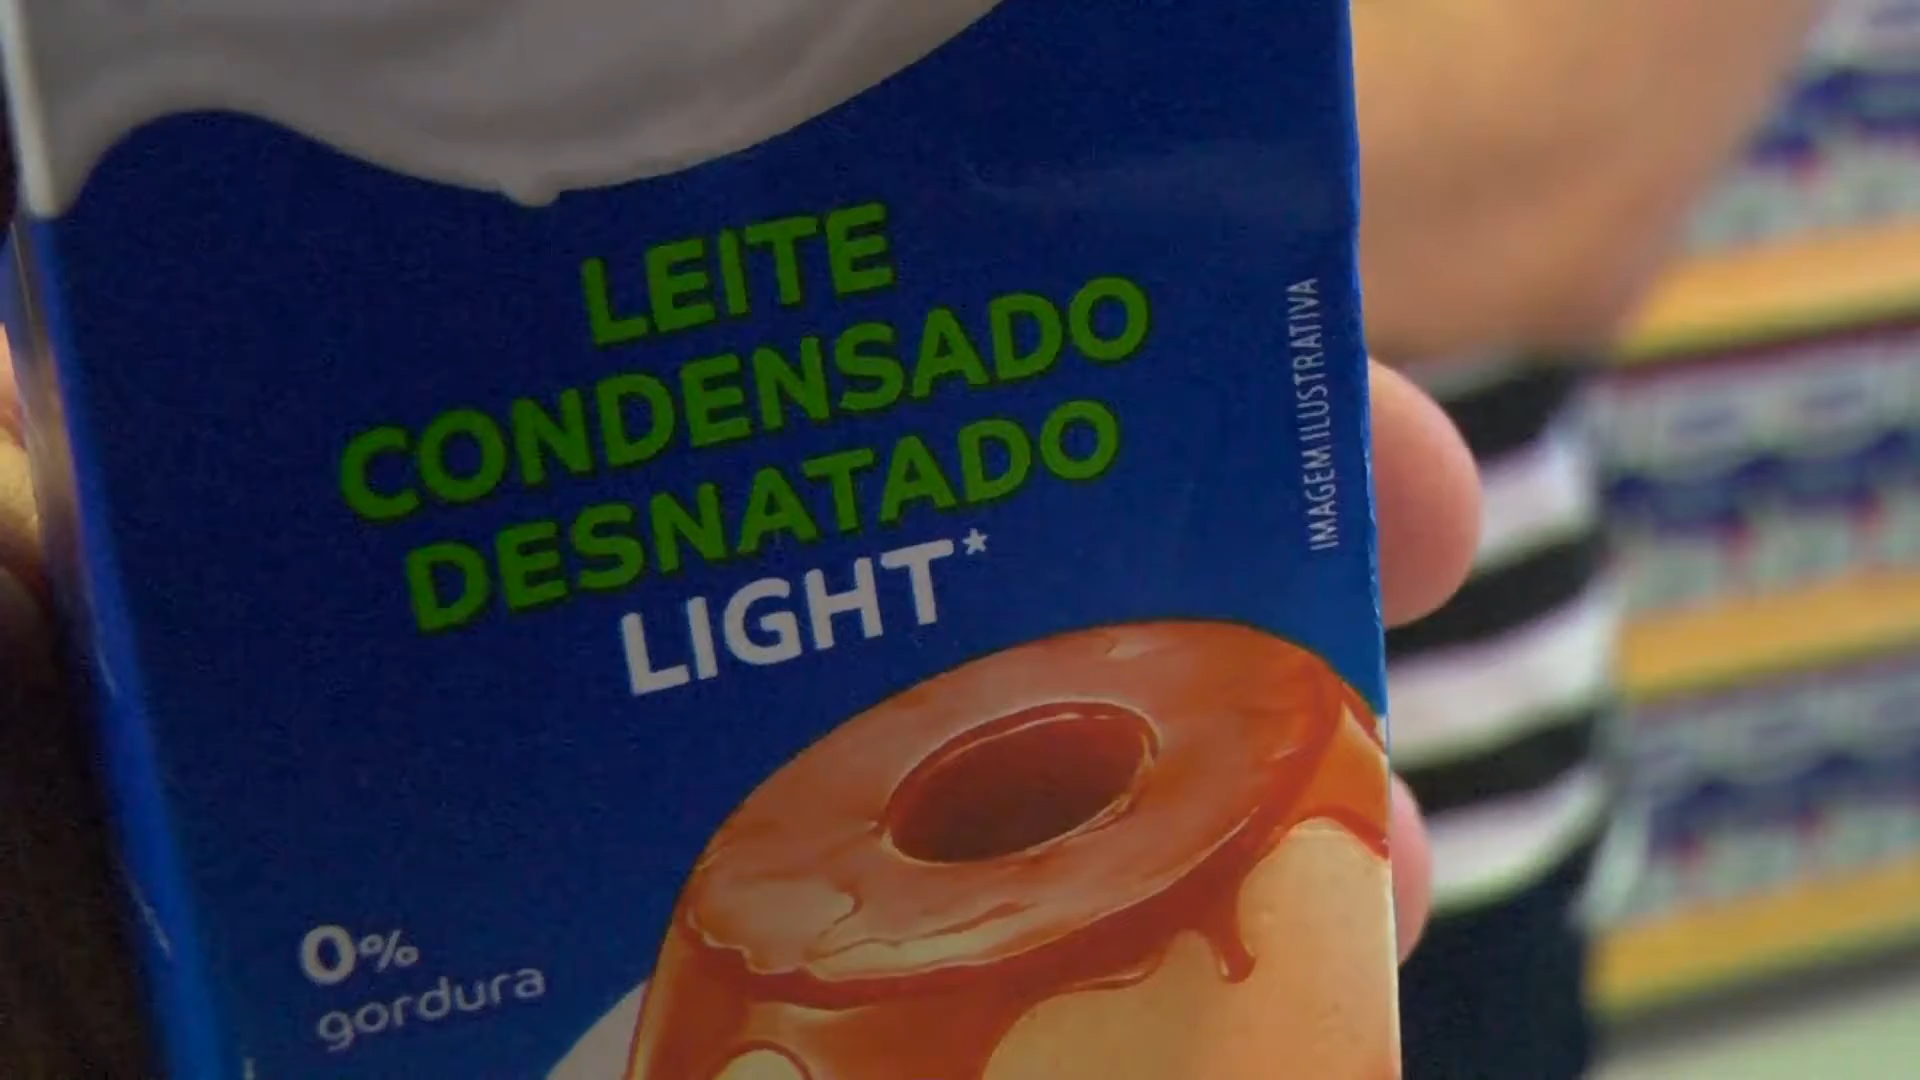 LEITE
CONDENSADO
DESNATADO
LIGHT*
IMAGEM ILUSTRATIVA
0%
gordura